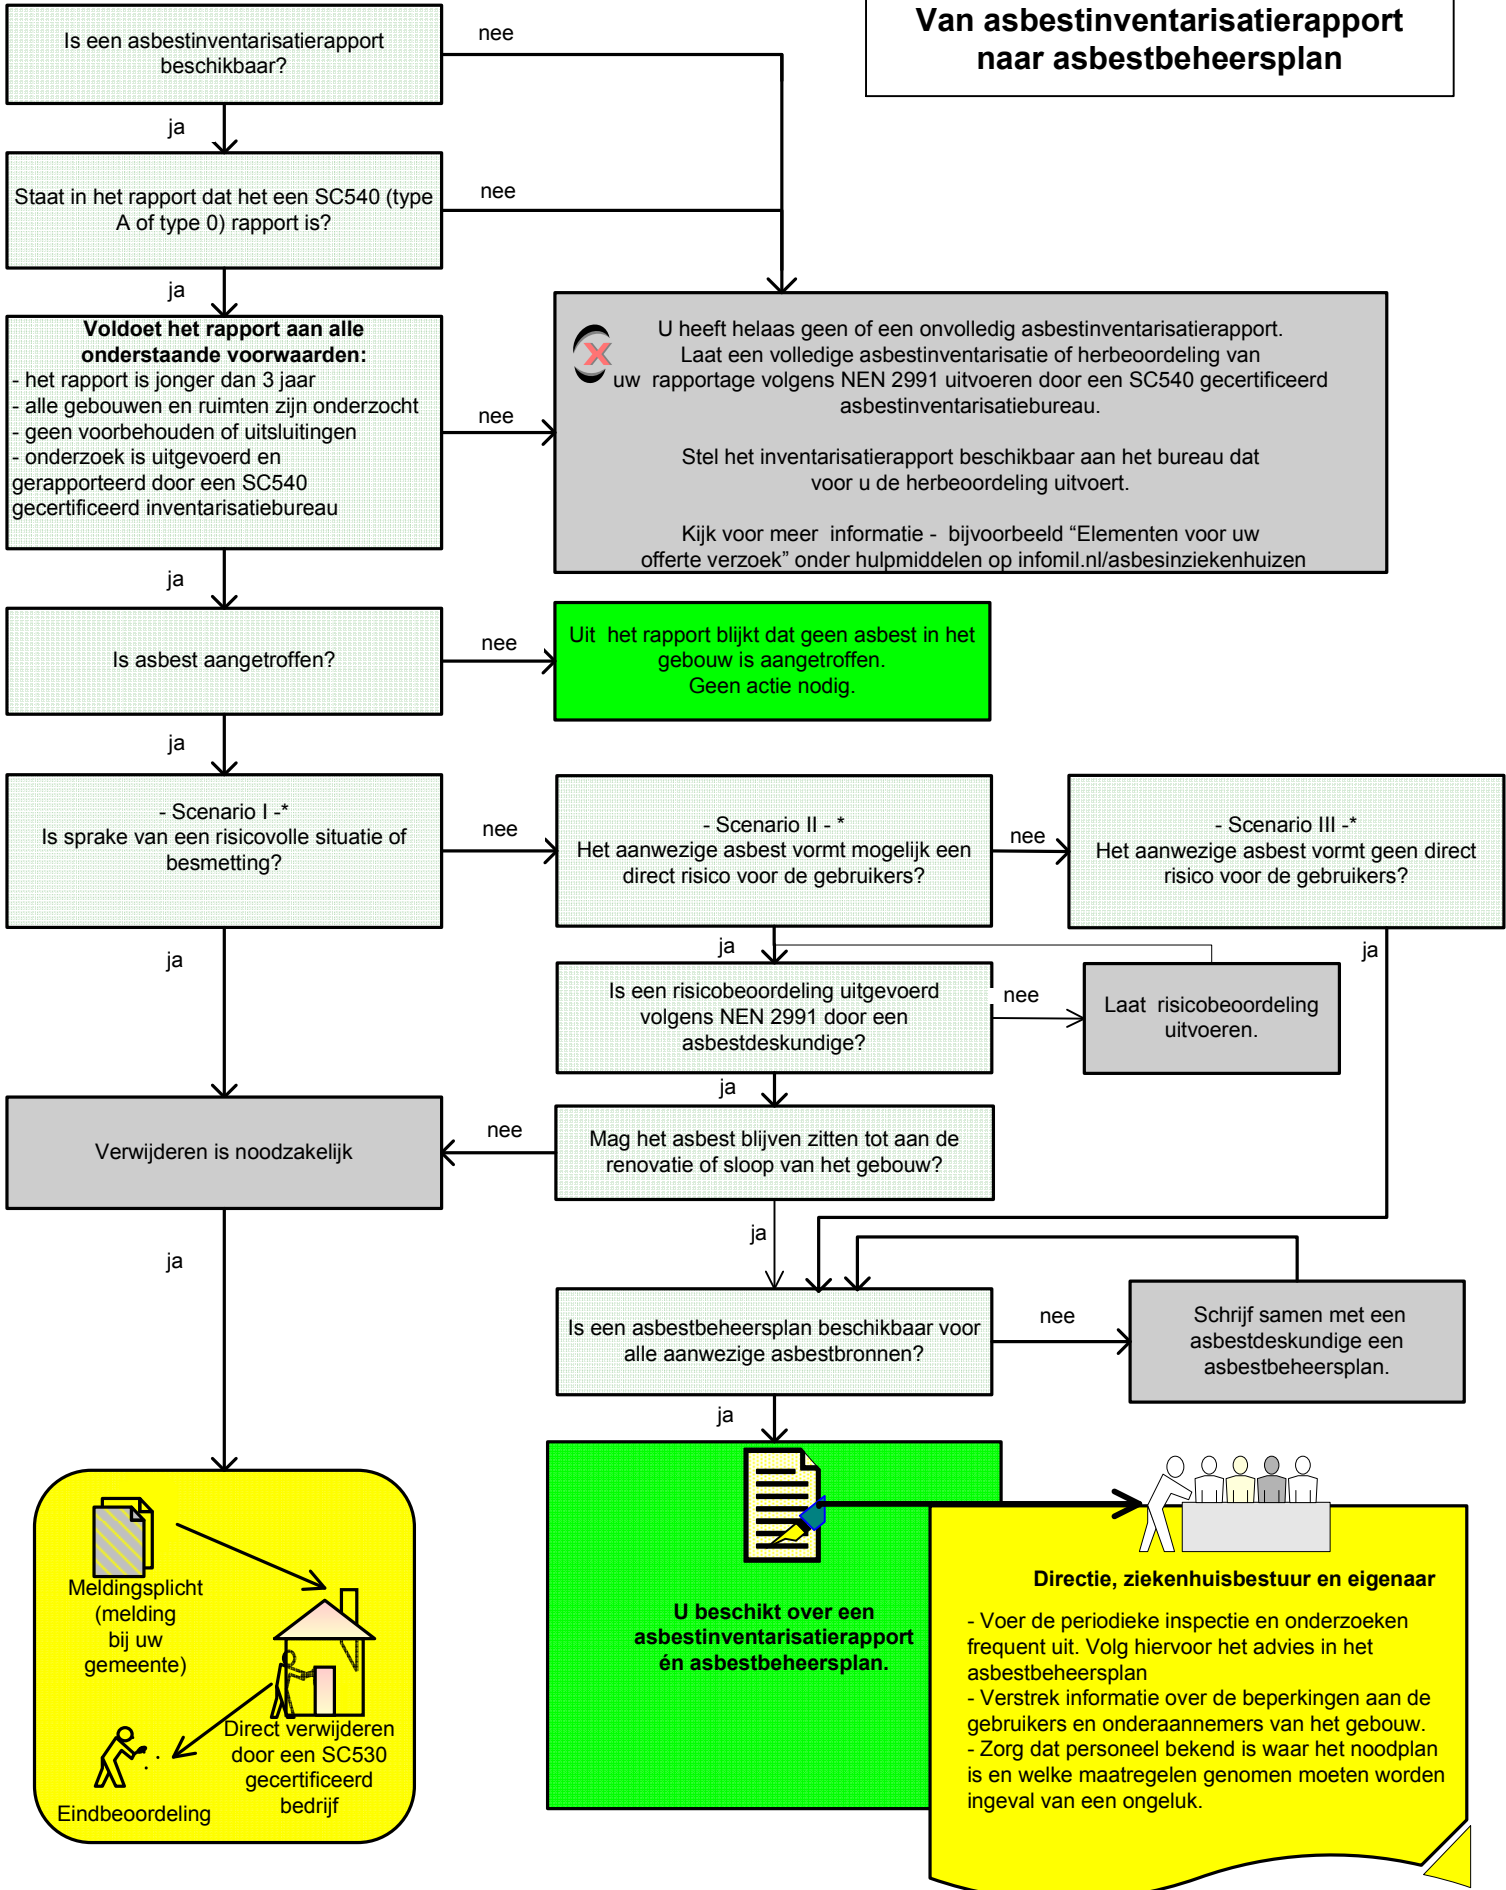 Van asbestinventarisatierapport
naar asbestbeheersplan
Is een asbestinventarisatierapport
beschikbaar?
nee
ja
Staat in het rapport dat het een SC540 (type
A of type 0) rapport is?
nee
ja
Voldoet het rapport aan alle
onderstaande voorwaarden:
- het rapport is jonger dan 3 jaar
- alle gebouwen en ruimten zijn onderzocht
- geen voorbehouden of uitsluitingen
- onderzoek is uitgevoerd en
gerapporteerd door een SC540
gecertificeerd inventarisatiebureau
nee
U heeft helaas geen of een onvolledig asbestinventarisatierapport.
Laat een volledige asbestinventarisatie of herbeoordeling van
uw rapportage volgens NEN 2991 uitvoeren door een SC540 gecertificeerd
asbestinventarisatiebureau.
Stel het inventarisatierapport beschikbaar aan het bureau dat
voor u de herbeoordeling uitvoert.
Kijk voor meer informatie - bijvoorbeeld “Elementen voor uw
offerte verzoek” onder hulpmiddelen op infomil.nl/asbesinziekenhuizen
ja
Is asbest aangetroffen?
nee
Uit het rapport blijkt dat geen asbest in het
gebouw is aangetroffen.
Geen actie nodig.
ja
- Scenario I -*
Is sprake van een risicovolle situatie of
besmetting?
nee
- Scenario II - *
Het aanwezige asbest vormt mogelijk een
direct risico voor de gebruikers?
nee
- Scenario III -*
Het aanwezige asbest vormt geen direct
risico voor de gebruikers?
ja
ja
ja
Is een risicobeoordeling uitgevoerd
volgens NEN 2991 door een
asbestdeskundige?
nee
Laat risicobeoordeling
uitvoeren.
ja
Verwijderen is noodzakelijk
nee
Mag het asbest blijven zitten tot aan de
renovatie of sloop van het gebouw?
ja
ja
Is een asbestbeheersplan beschikbaar voor
alle aanwezige asbestbronnen?
nee
Schrijf samen met een
asbestdeskundige een
asbestbeheersplan.
ja
Meldingsplicht
(melding
bij uw
gemeente)
Direct verwijderen
door een SC530
gecertificeerd
bedrijf
Eindbeoordeling
U beschikt over een
asbestinventarisatierapport
én asbestbeheersplan.
Directie, ziekenhuisbestuur en eigenaar
- Voer de periodieke inspectie en onderzoeken
frequent uit. Volg hiervoor het advies in het
asbestbeheersplan
- Verstrek informatie over de beperkingen aan de
gebruikers en onderaannemers van het gebouw.
- Zorg dat personeel bekend is waar het noodplan
is en welke maatregelen genomen moeten worden
ingeval van een ongeluk.